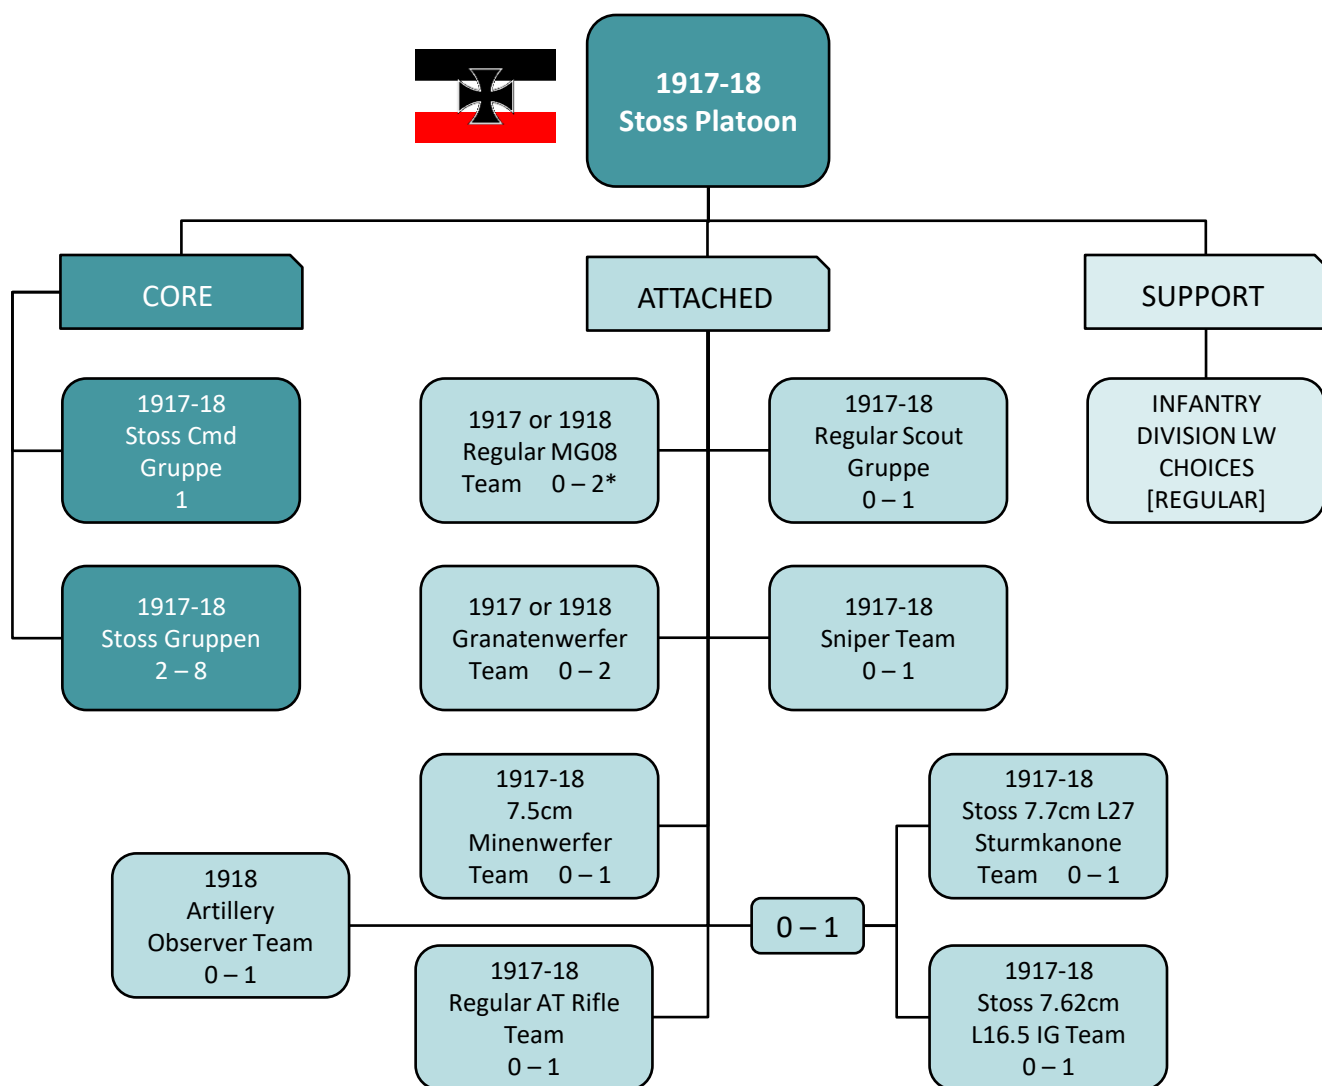 1917-18
Stoss Platoon
CORE
ATTACHED
SUPPORT
1917-18
Stoss Cmd
Gruppe
1
1917 or 1918
Regular MG08
Team 0 – 2*
1917-18
Regular Scout
Gruppe
0 – 1
INFANTRY
DIVISION LW
CHOICES
[REGULAR]
1917-18
Stoss Gruppen
2 – 8
1917 or 1918
Granatenwerfer
Team 0 – 2
1917-18
Sniper Team
0 – 1
1917-18
7.5cm
Minenwerfer
Team 0 – 1
1917-18
Stoss 7.7cm L27
Sturmkanone
Team 0 – 1
1918
Artillery
Observer Team
0 – 1
0 – 1
1917-18
Regular AT Rifle
Team
0 – 1
1917-18
Stoss 7.62cm
L16.5 IG Team
0 – 1